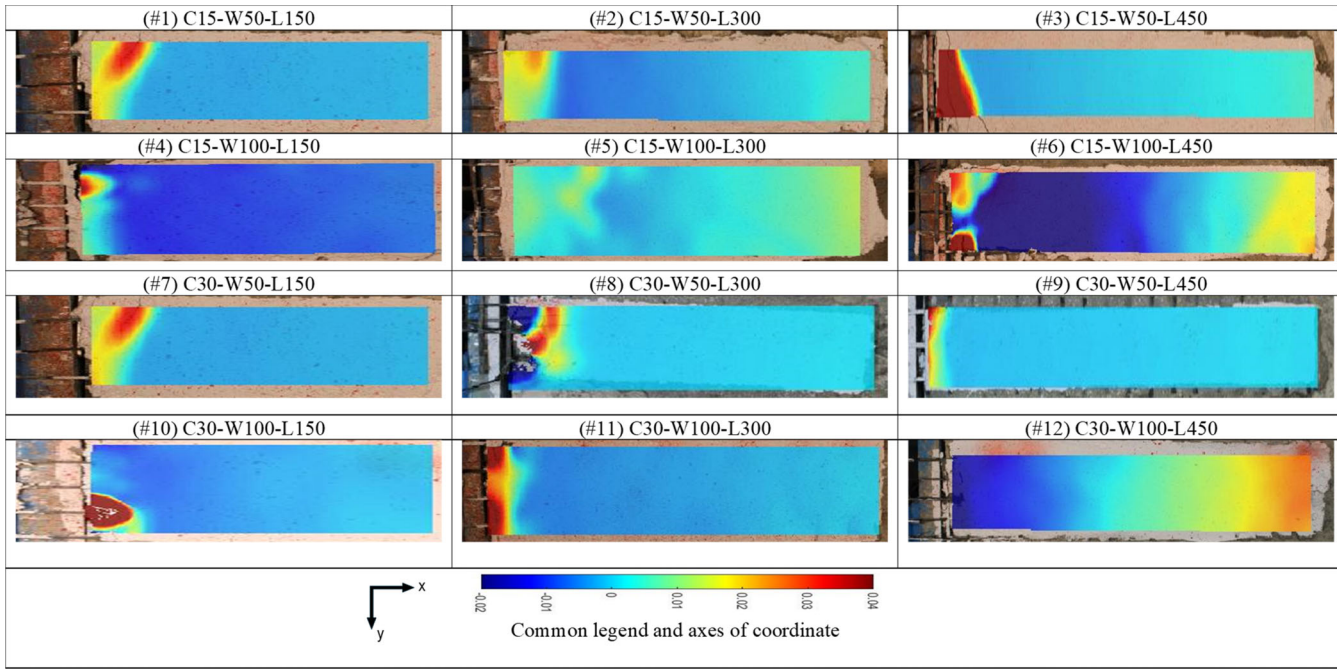 (#1) C15-W50-L150
(#2) C15-W50-L300
(#3) C15-W50-L450
(#4) C15-W100-L150
(#5) C15-W100-L300
(#6) C15-W100-L450
(#7) C30-W50-L150
(#8) C30-W50-L300
(#9) C30-W50-L450
(#10) C30-W100-L150
(#11) C30-W100-L300
(#12) C30-W100-L450
x
y
-0.02
-0.01
0
0.01
0.02
0.03
0.04
Common legend and axes of coordinate